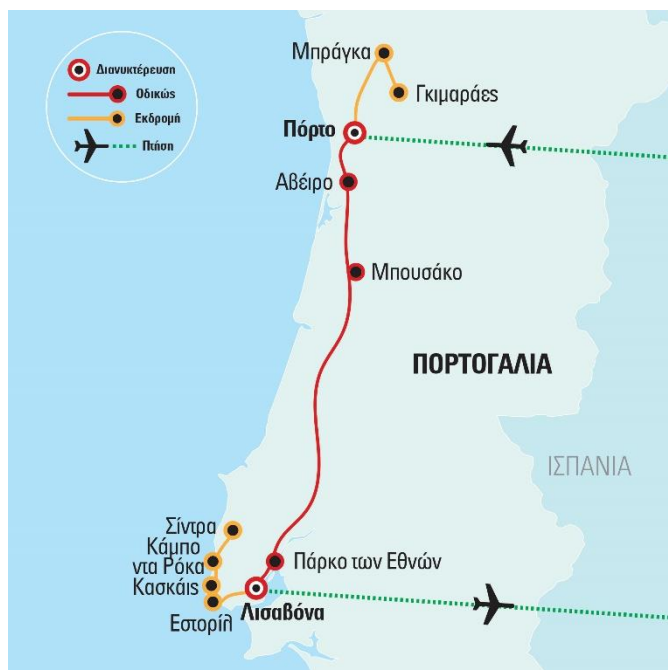 Διανυκτέρευση
Οδικώς
Εκδρομή
Πτήση
Μπράγκα
Γκιμαράες
Πόρτο
Αβέιρο
Μπουσάκο
ΠΟΡΤΟΓΑΛΙΑ
ΙΣΠΑΝΙΑ
Σίντρα
Κάμπο
ντα Ρόκα
Κασκάις
Εστορίλ
Πάρκο των Εθνών
Λισαβόνα